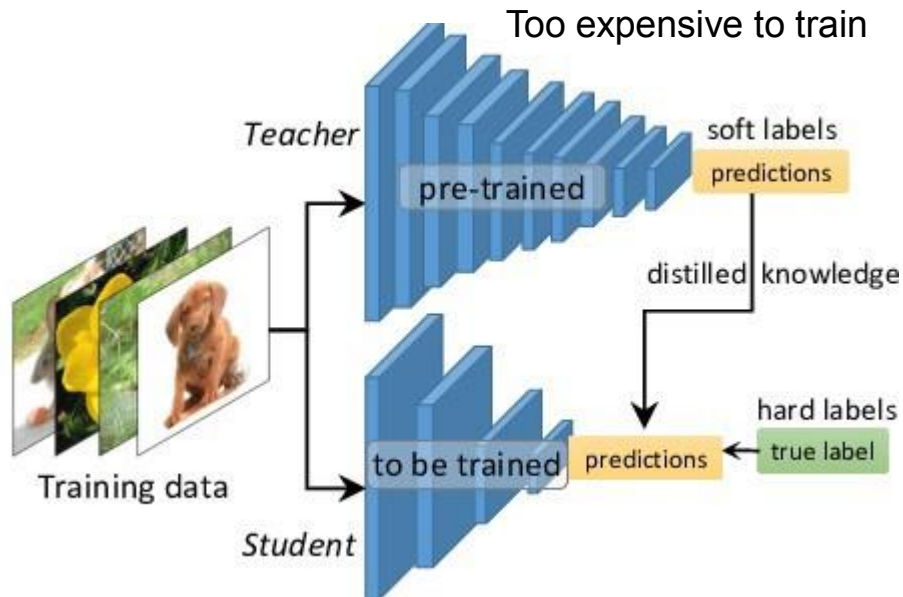 Too expensive to train
Teacher
soft labels
predictions
pre-trained
distilled knowledge
hard labels
true label
predictions
to be trained
Training data
Student